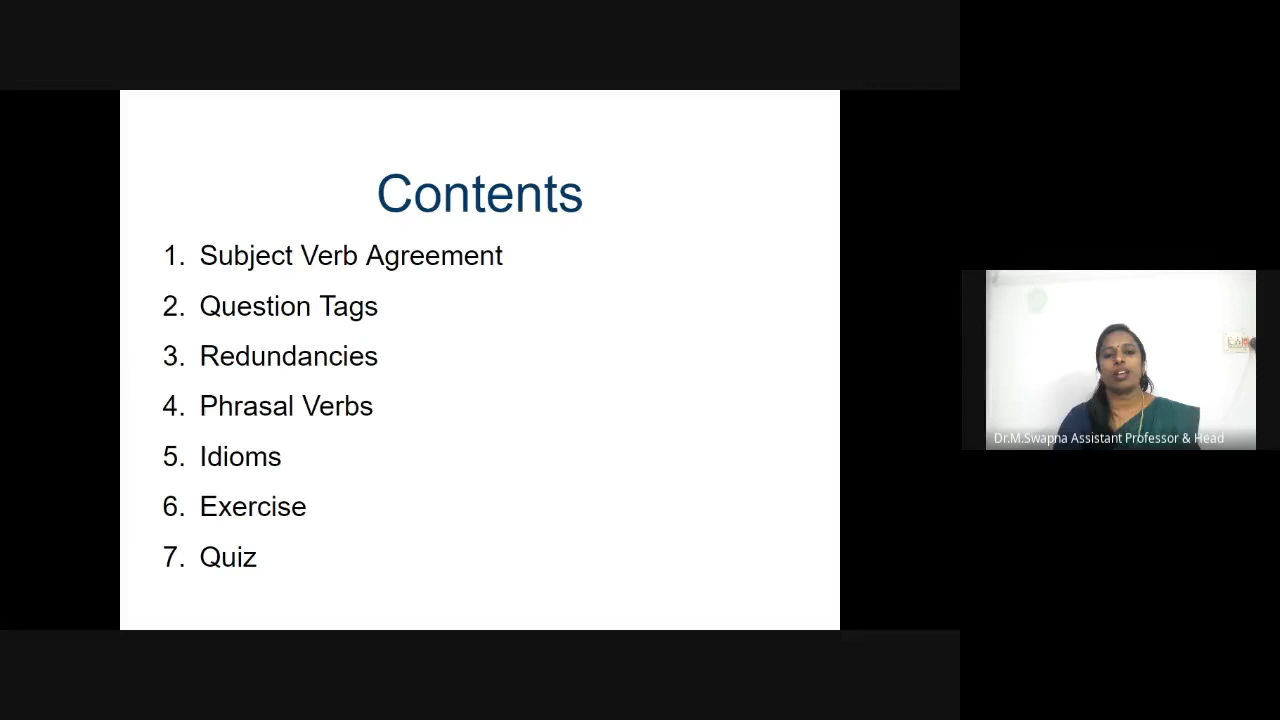 Contents
1. Subject Verb Agreement
2. Question Tags
3. Redundancies
4. Phrasal Verbs
5. Idioms
6. Exercise
7. Quiz
Dr.M.Swapna Assistant Professor & Head